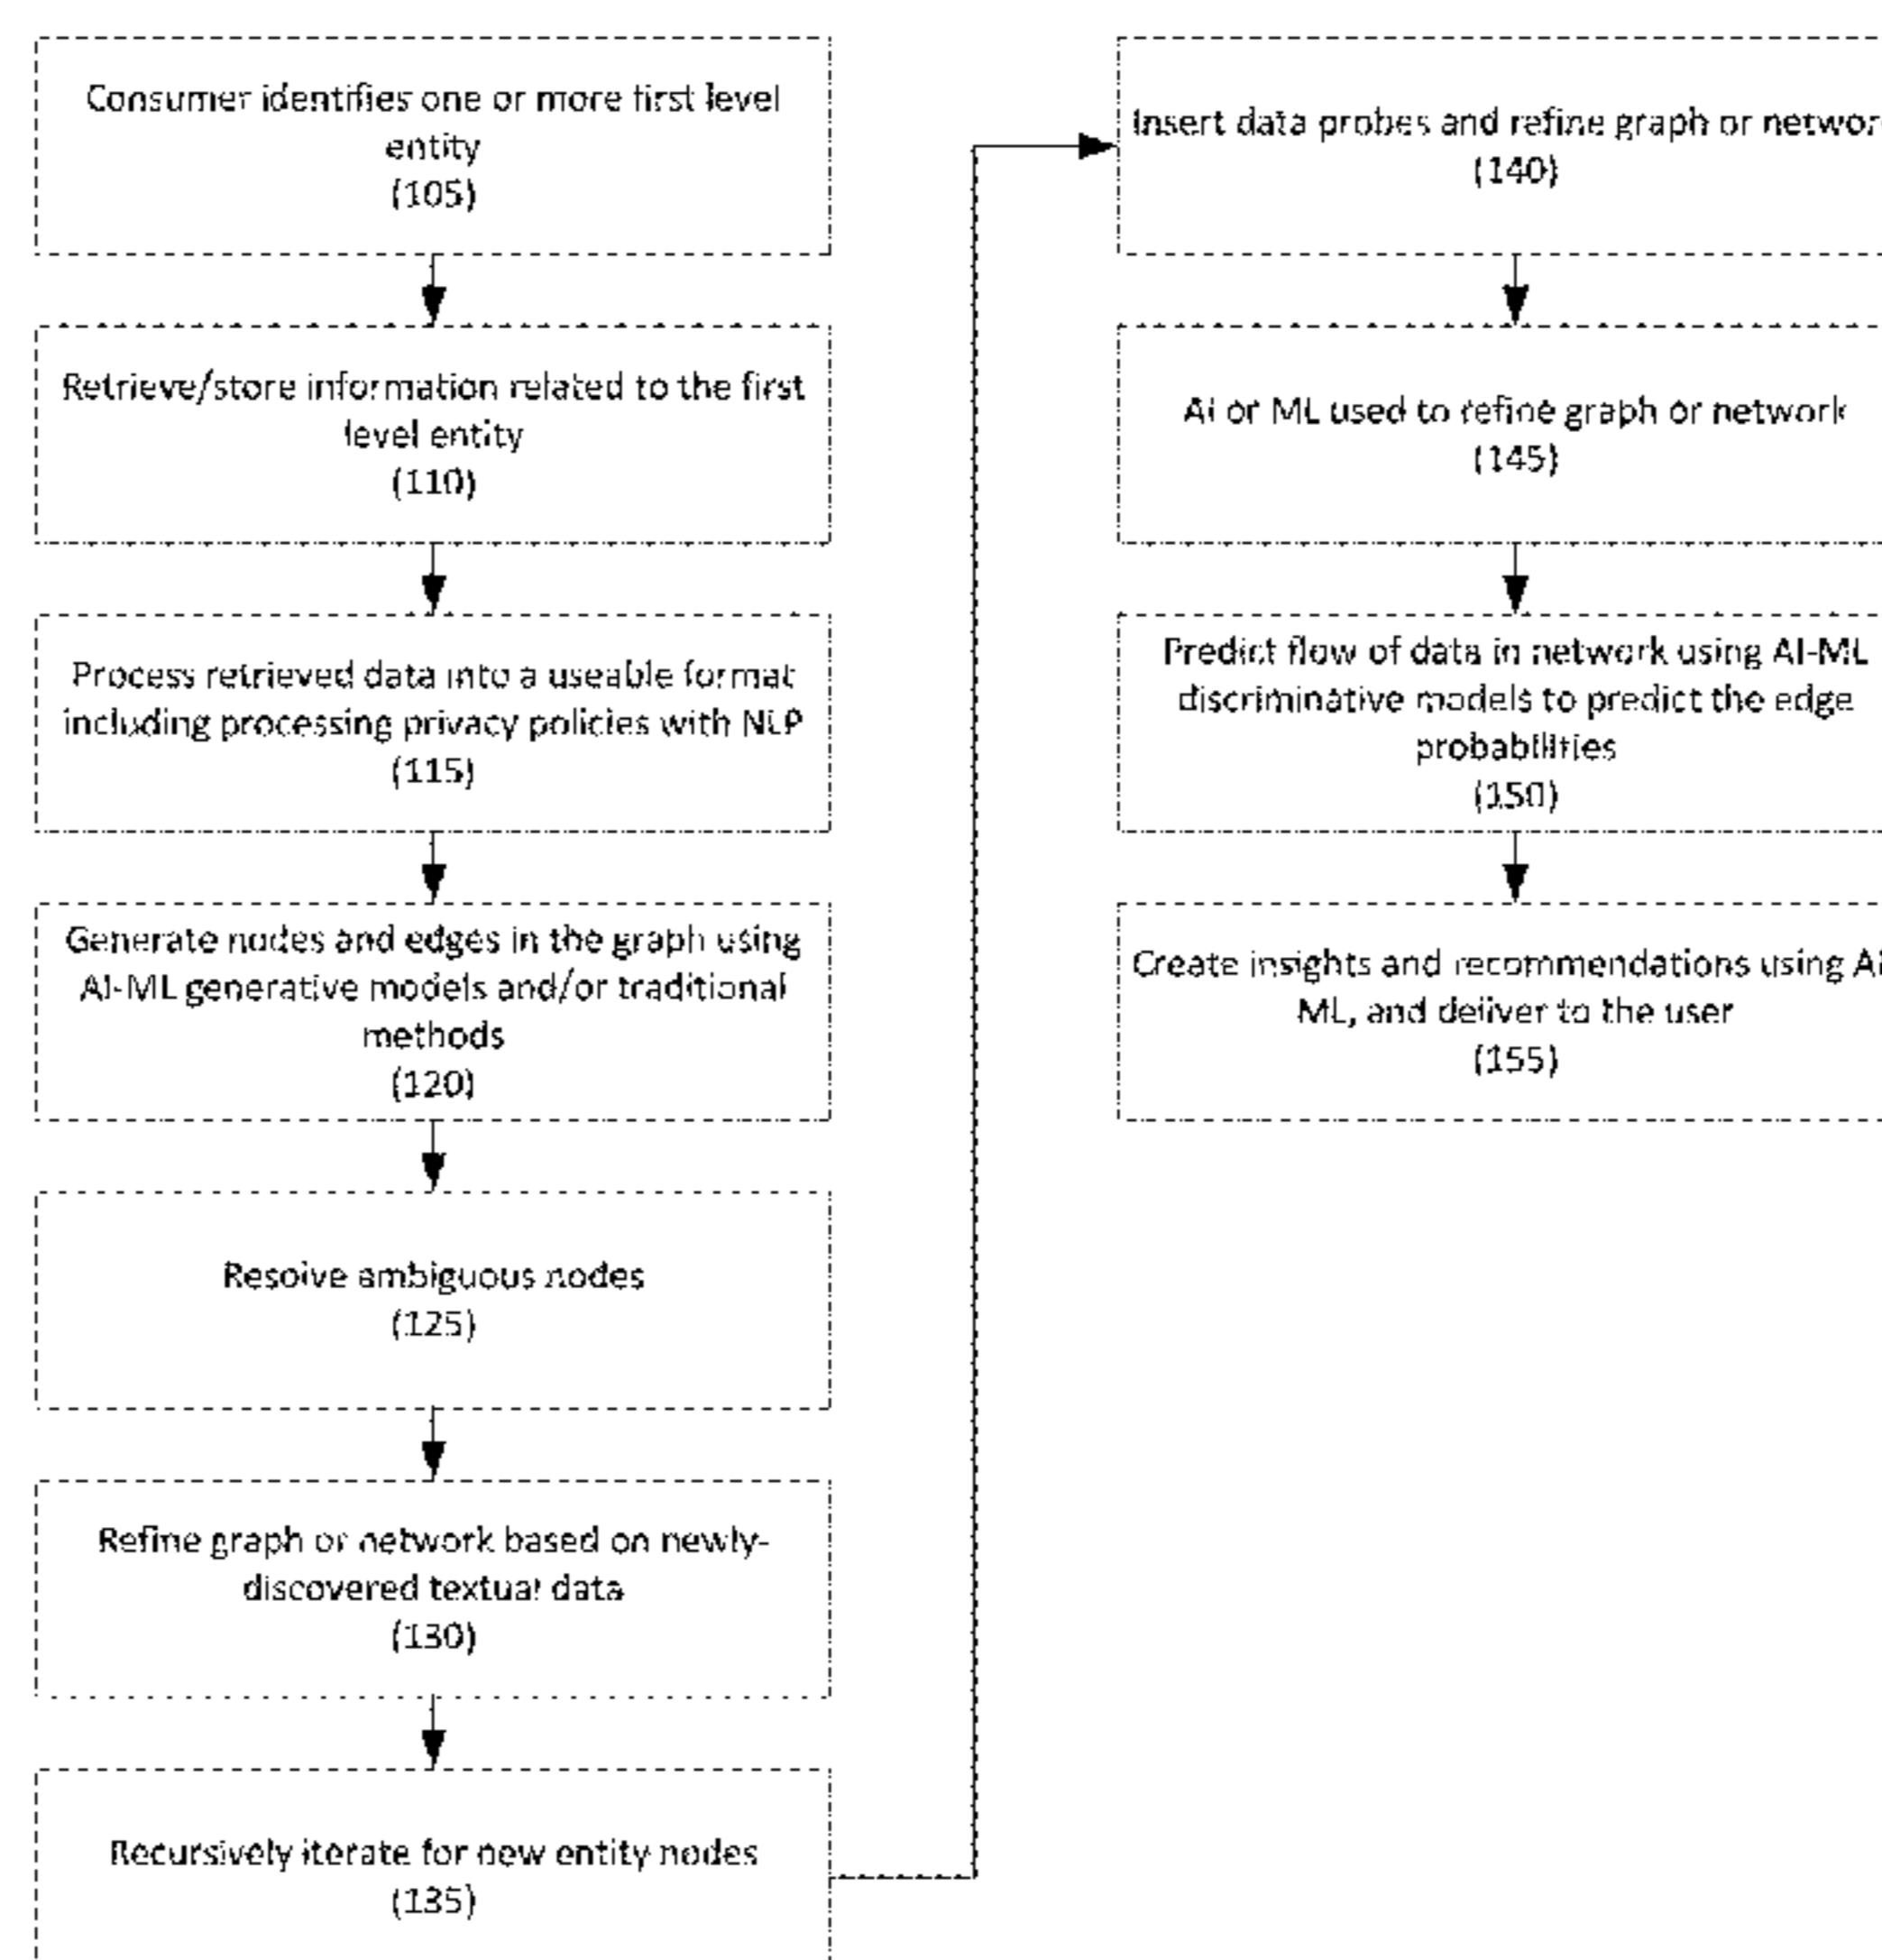 Consumer identifies one or more first level
entity
(105)
Retrieve/store information related to the first
level entity
(110)
Process retrieved data into a useable format
including processing privacy policies with NLP
(115)
Generate nodes and edges in the graph using
AI-ML generative models and/or traditional
methods
(120)
Resolve ambiguous nodes
(125)
Refine graph or network based on newly-
discovered textual data
(130)
Recursively iterate for new entity nodes
(135)
Insert data probes and refine graph or
(140)
AI or ML used to refine graph or network
(145)
Predict flow of data in network using AI-ML
discriminative models to predict the edge
probabilities
(150)
Create insights and recommendations using
ML, and deliver to the user
(155)